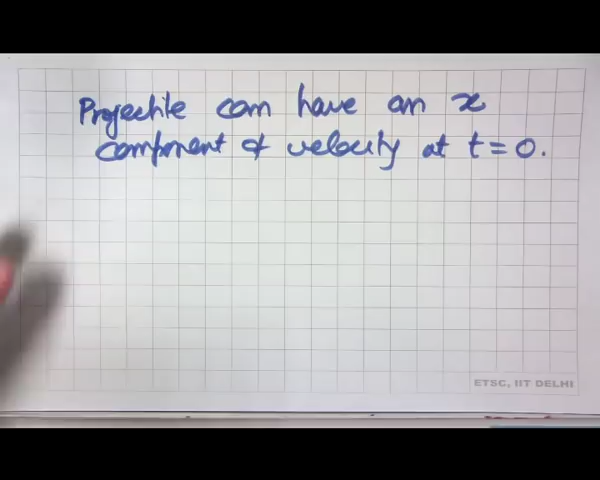 Projectile can have an x
component of velocity at t = 0.
ETSC, IIT DELHI